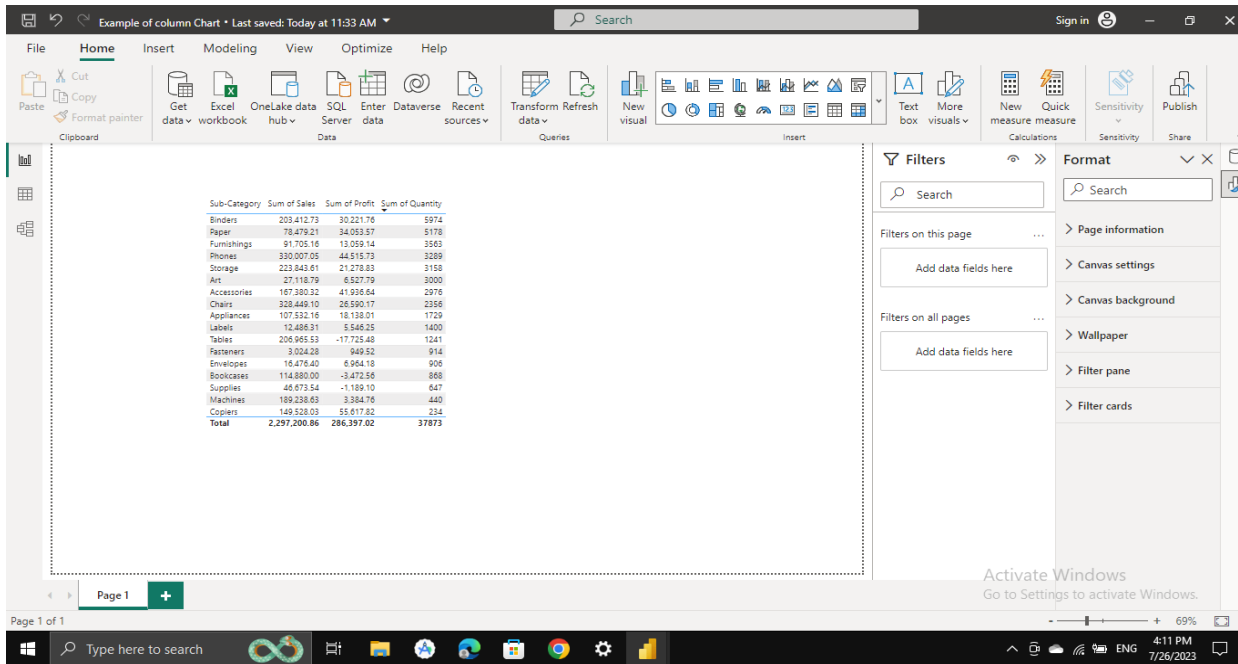 Example of column Chart • Last saved: Today at 11:33 AM
Search
Sign in
File Home Insert Modeling View Optimize Help
Paste
Cut
Copy
Format painter
Clipboard
Get data
Excel workbook
OneLake data hub
SQL Server
Enter data
Dataverse
Recent sources
Data
Transform data
Refresh
Queries
New visual
Insert
A
Text box
More visuals
New measure
Quick measure
Calculations
Sensitivity
Sensitivity
Publish
Share
Sub-Category Sum of Sales Sum of Profit Sum of Quantity
Binders 203,412.73 30,221.76 5974
Paper 78,479.21 34,053.57 5178
Furnishings 91,705.16 13,059.14 3563
Phones 330,007.05 44,515.73 3289
Storage 223,843.61 21,278.83 3158
Art 27,118.79 6,527.79 3000
Accessories 167,380.32 41,936.64 2976
Chairs 328,449.10 26,590.17 2356
Appliances 107,532.16 18,138.01 1729
Labels 12,486.31 5,546.25 1400
Tables 206,965.53 -17,725.48 1241
Fasteners 3,024.28 949.52 914
Envelopes 16,476.40 6,964.18 906
Bookcases 114,880.00 -3,472.56 868
Supplies 46,673.54 -1,189.10 647
Machines 189,238.63 3,384.76 440
Copiers 149,528.03 55,617.82 234
Total 2,297,200.86 286,397.02 37873
Filters
Search
Filters on this page ...
Add data fields here
Filters on all pages ...
Add data fields here
Format
Search
Page information
Canvas settings
Canvas background
Wallpaper
Filter pane
Filter cards
Activate Windows
Go to Settings to activate Windows.
Page 1
+
Page 1 of 1
- + 69%
Type here to search
ENG
4:11 PM
7/26/2023